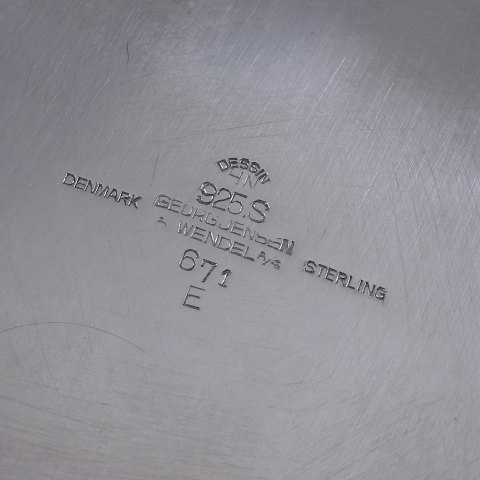 DESSIN
HN
925.S
DENMARK GEORG JENSEN STERLING
& WENDEL A/S
671
E